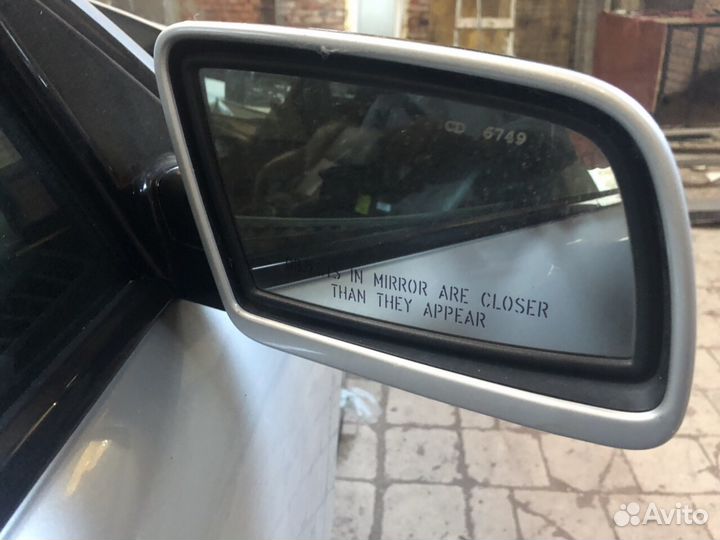 CD 6749
IN MIRROR ARE CLOSER
THAN THEY APPEAR
Avito